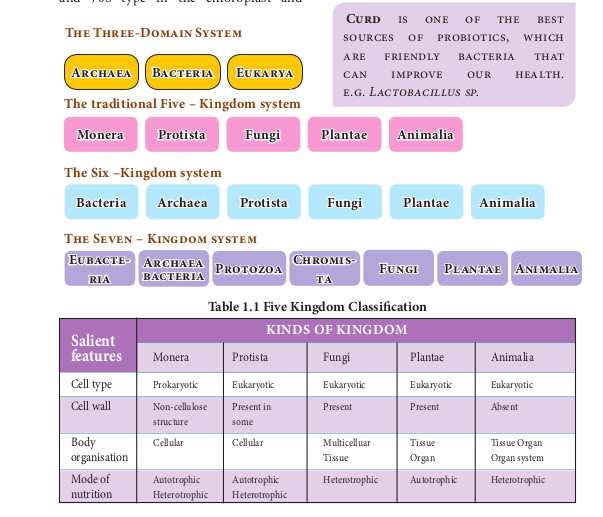 and 70S type in the chloroplast and
THE THREE-DOMAIN SYSTEM
ARCHAEA BACTERIA EUKARYA
CURD IS ONE OF THE BEST
SOURCES OF PROBIOTICS, WHICH
ARE FRIENDLY BACTERIA THAT
CAN IMPROVE OUR HEALTH.
E.G. LACTOBACILLUS SP.
The traditional Five – Kingdom system
Monera Protista Fungi Plantae Animalia
The Six –Kingdom system
Bacteria Archaea Protista Fungi Plantae Animalia
THE SEVEN – KINGDOM SYSTEM
EUBACTE-
RIA
ARCHAEA
BACTERIA
PROTOZOA
CHROMIS-
TA
FUNGI PLANTAE ANIMALIA
Table 1.1 Five Kingdom Classification
Salient
features
KINDS OF KINGDOM
Monera Protista Fungi Plantae Animalia
Cell type Prokaryotic Eukaryotic Eukaryotic Eukaryotic Eukaryotic
Cell wall Non-cellulose Present in Present Present Absent
structure some
Body Cellular Cellular Multicelluar Tissue Tissue Organ
organisation Tissue Organ Organ system
Mode of Autotrophic Autotrophic Heterotrophic Autotrophic Heterotrophic
nutrition Heterotrophic Heterotrophic